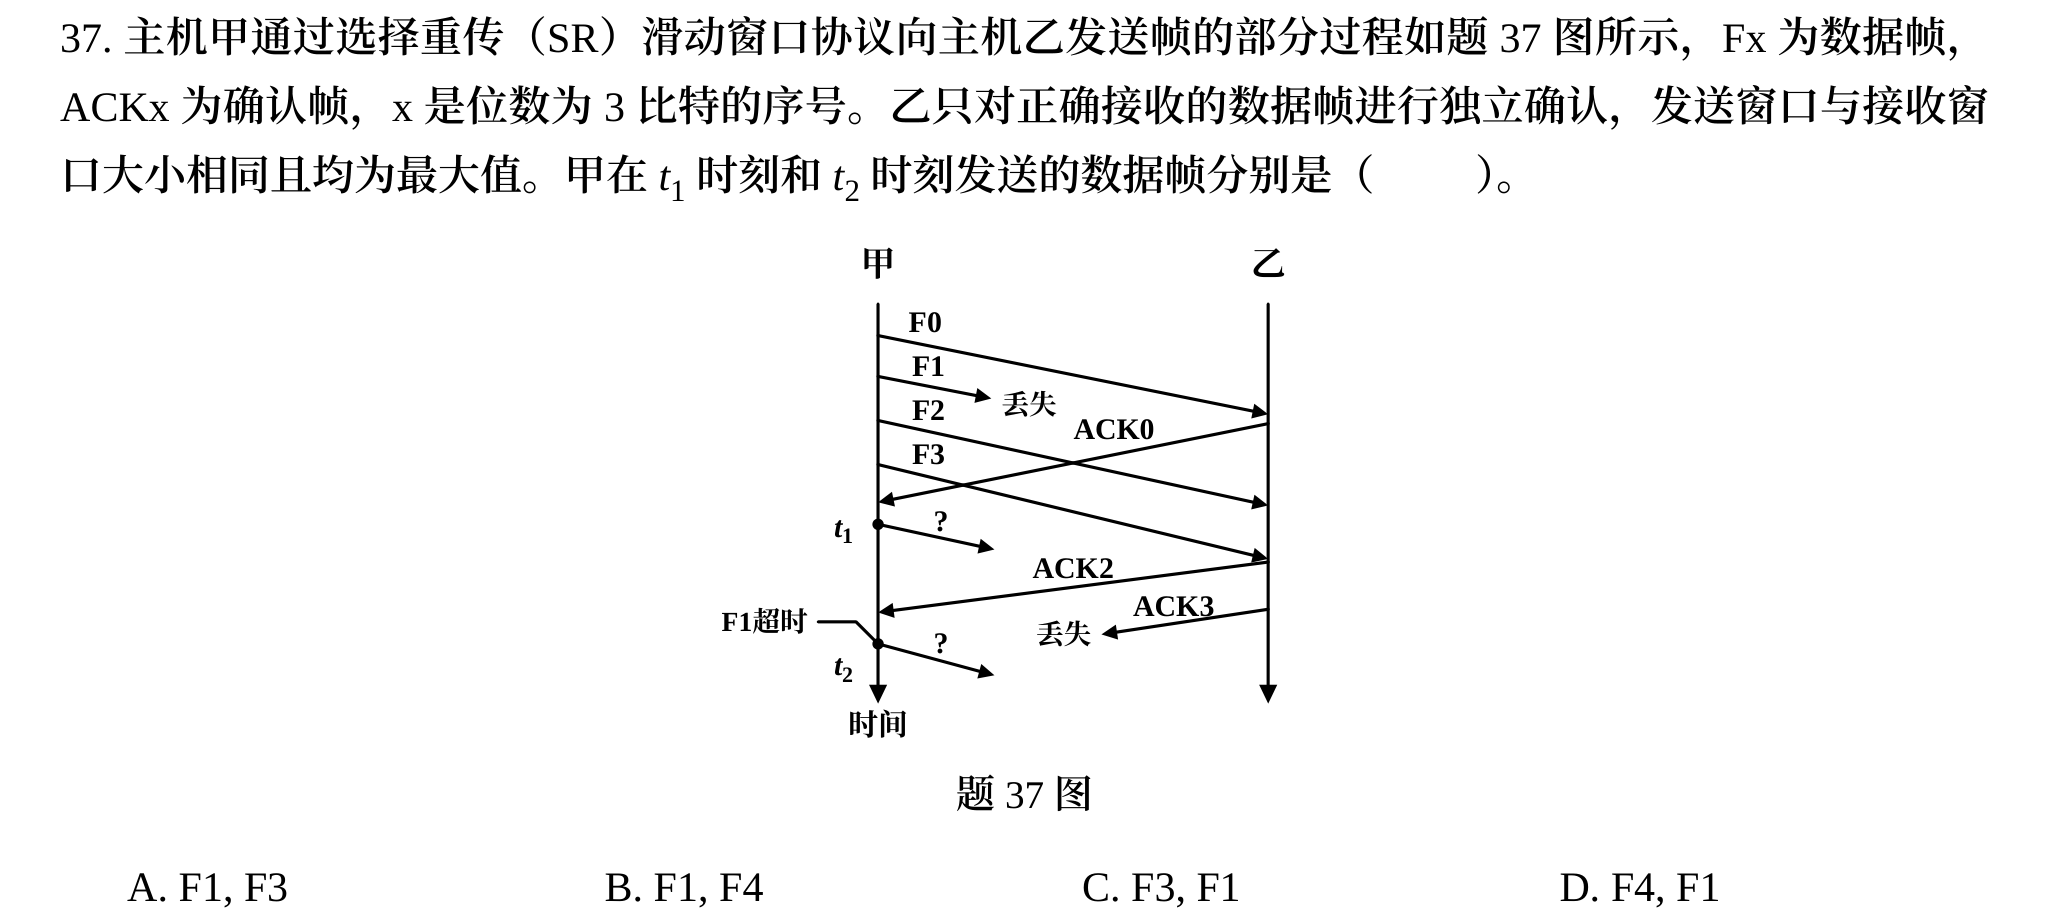 37. 主机甲通过选择重传（SR）滑动窗口协议向主机乙发送帧的部分过程如题 37 图所示，Fx 为数据帧，
ACKx 为确认帧，x 是位数为 3 比特的序号。乙只对正确接收的数据帧进行独立确认，发送窗口与接收窗
口大小相同且均为最大值。甲在 t1 时刻和 t2 时刻发送的数据帧分别是（　　）。
甲 乙
F0
F1
丢失
F2
ACK0
F3
t1
?
ACK2
ACK3
F1超时
丢失
?
t2
时间
题 37 图
A. F1, F3 B. F1, F4 C. F3, F1 D. F4, F1